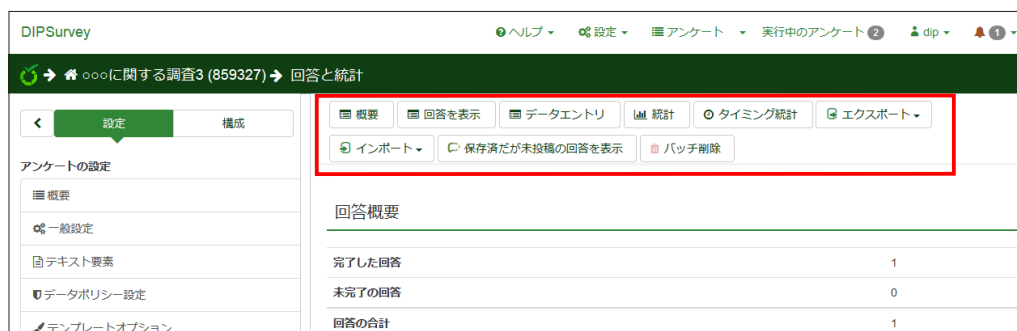 DIPSurvey ヘルプ 設定 アンケート 実行中のアンケート 2 dip 1
○○○に関する調査3 (859327) 回答と統計
設定 構成
概要 回答を表示 データエントリ 統計 タイミング統計 エクスポート
インポート 保存済だが未投稿の回答を表示 バッチ削除
アンケートの設定
概要
一般設定
テキスト要素
データポリシー設定
テンプレートオプション
回答概要
完了した回答 1
未完了の回答 0
回答の合計 1